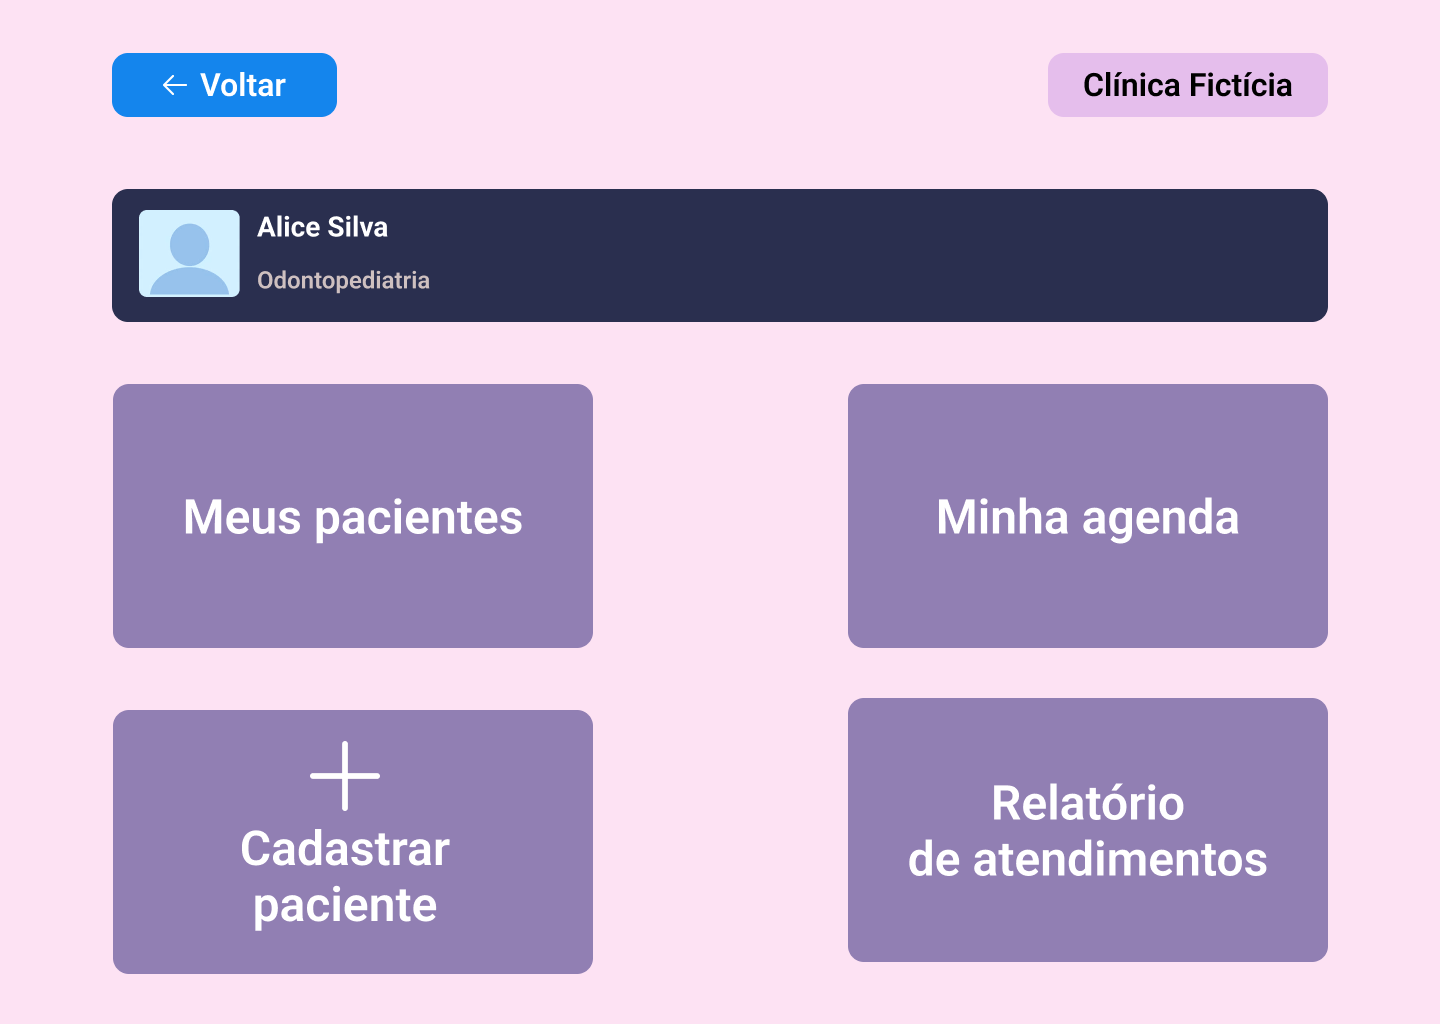 Voltar
Clínica Fictícia
Alice Silva
Odontopediatria
Meus pacientes
Minha agenda
Cadastrar
paciente
Relatório
de atendimentos